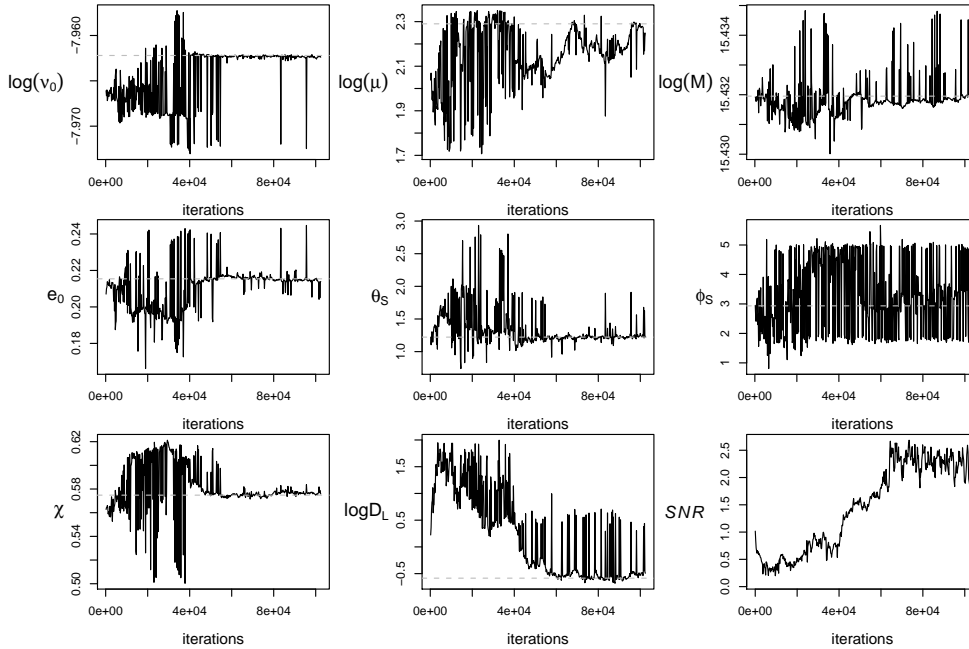 −7.960
log(ν₀)
−7.970
0e+00 4e+04 8e+04
iterations
2.3
2.1
log(μ)
1.9
1.7
0e+00 4e+04 8e+04
iterations
15.434
log(M)
15.432
15.430
0e+00 4e+04 8e+04
iterations
0.24
0.22
e₀
0.20
0.18
0e+00 4e+04 8e+04
iterations
3.0
2.5
2.0
θ_S
1.5
1.0
0e+00 4e+04 8e+04
iterations
5
4
ϕ_S
3
2
1
0e+00 4e+04 8e+04
iterations
0.62
0.58
χ
0.54
0.50
0e+00 4e+04 8e+04
iterations
1.5
logD_L
0.5
−0.5
0e+00 4e+04 8e+04
iterations
2.5
2.0
SNR
1.5
1.0
0.5
0.0
0e+00 4e+04 8e+04
iterations